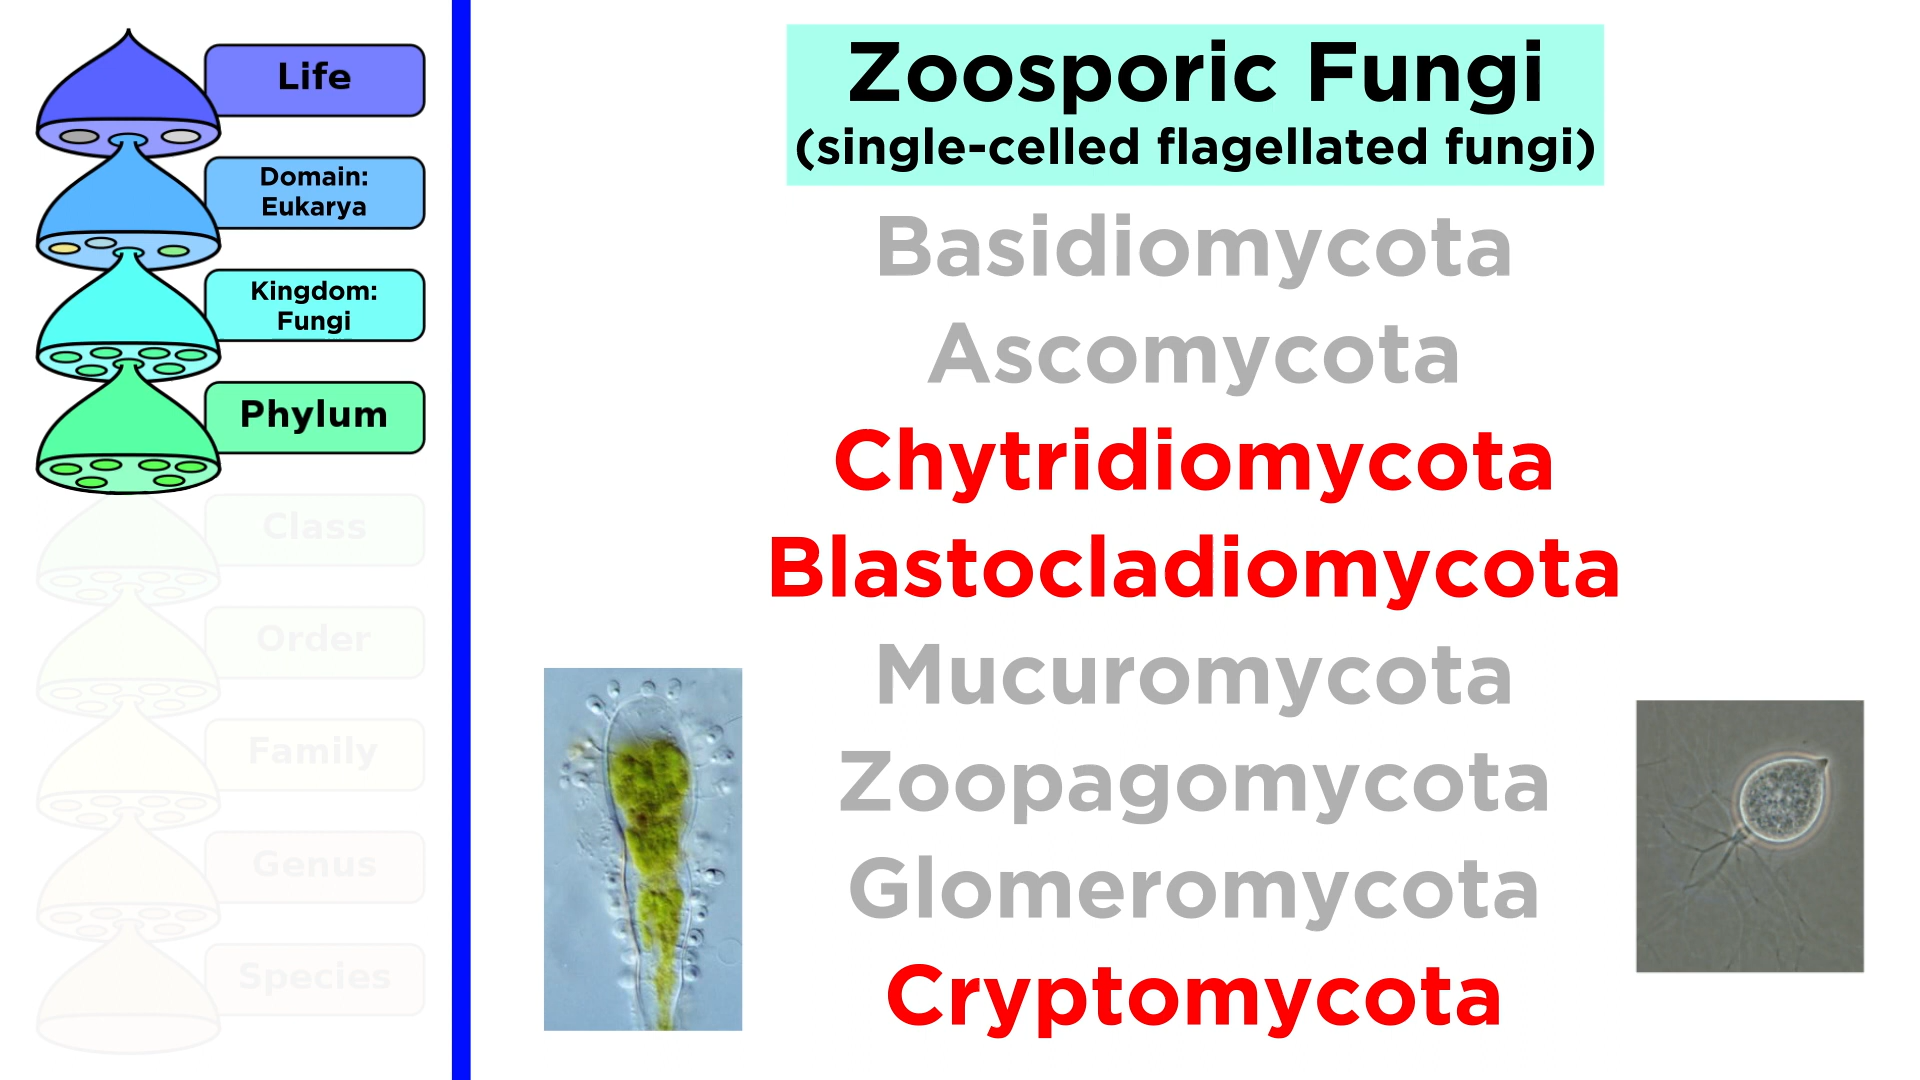 Life
Domain:
Eukarya
Kingdom:
Fungi
Phylum
Class
Order
Family
Genus
Species
Zoosporic Fungi
(single-celled flagellated fungi)
Basidiomycota
Ascomycota
Chytridiomycota
Blastocladiomycota
Mucuromycota
Zoopagomycota
Glomeromycota
Cryptomycota